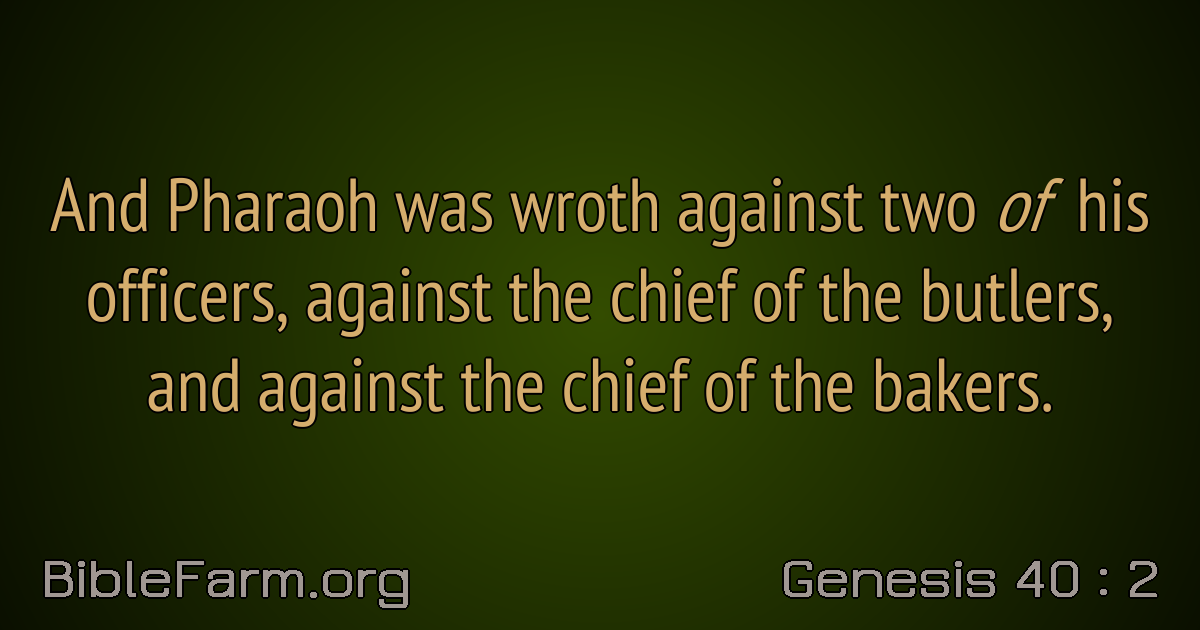 And Pharaoh was wroth against two of his
officers, against the chief of the butlers,
and against the chief of the bakers.
BibleFarm.org
Genesis 40 : 2